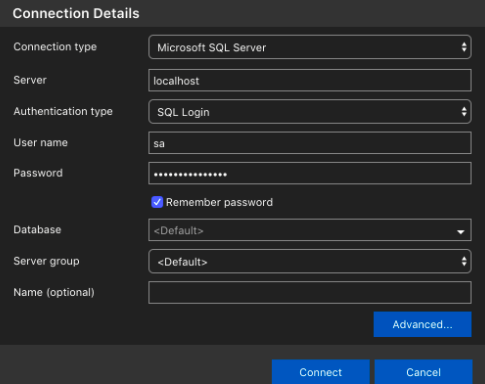 Connection Details
Connection type Microsoft SQL Server
Server localhost
Authentication type SQL Login
User name sa
Password •••••••••••••••
Remember password
Database <Default>
Server group <Default>
Name (optional)
Advanced...
Connect Cancel